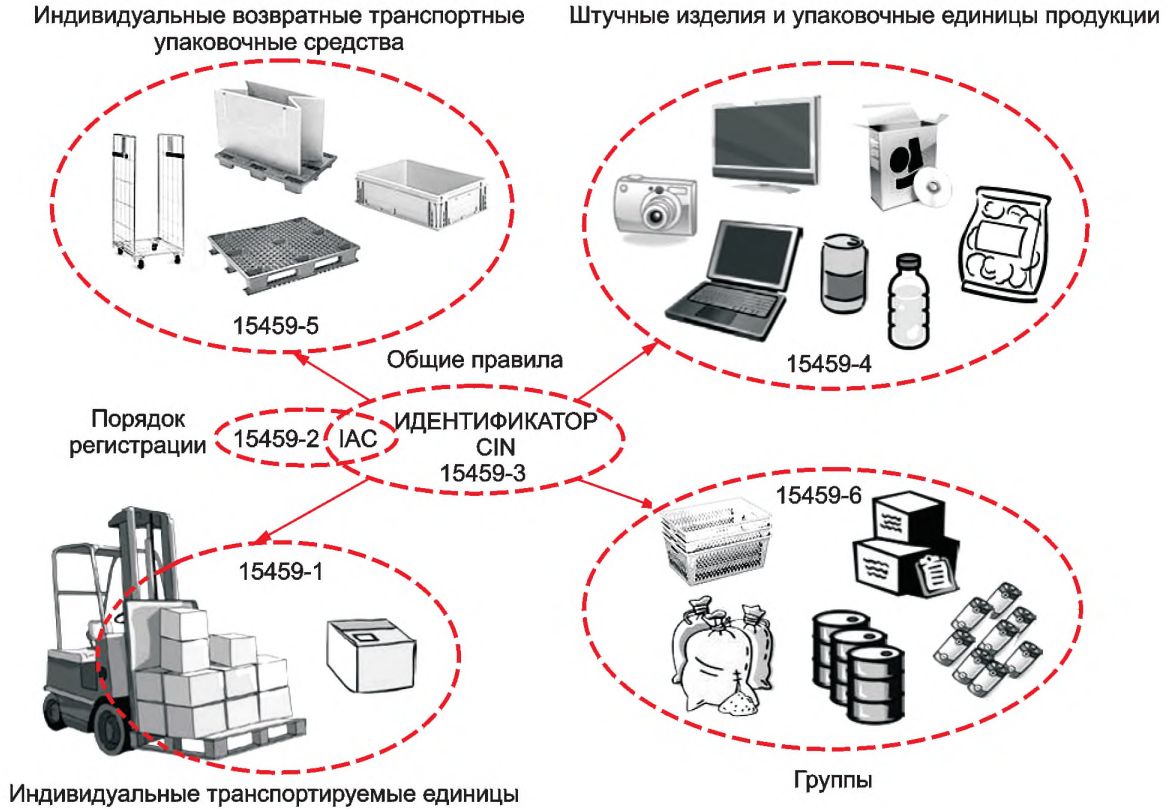 Индивидуальные возвратные транспортные
упаковочные средства
Штучные изделия и упаковочные единицы продукции
15459-5
15459-4
Общие правила
Порядок
регистрации
15459-2
IAC
ИДЕНТИФИКАТОР
CIN
15459-3
15459-6
15459-1
Группы
Индивидуальные транспортируемые единицы